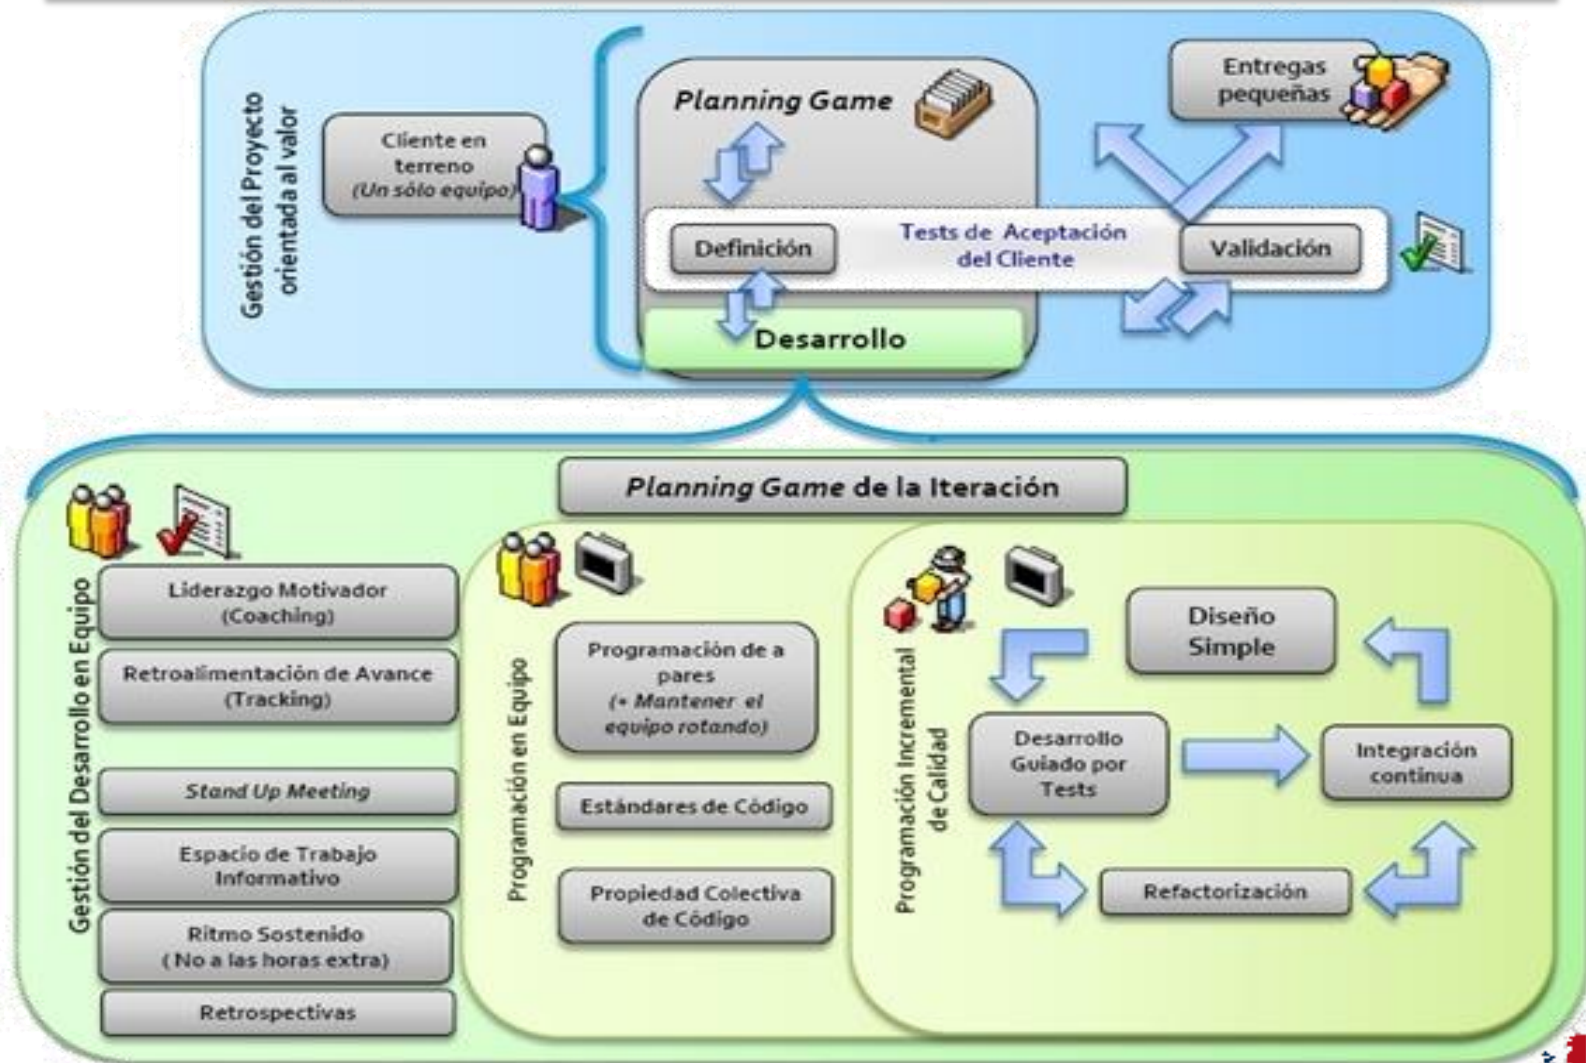 Gestión del Proyecto
orientada al valor
Cliente en
terreno
(Un sólo equipo)
Planning Game
Entregas
pequeñas
Definición
Tests de Aceptación
del Cliente
Validación
Desarrollo
Planning Game de la Iteración
Gestión del Desarrollo en Equipo
Liderazgo Motivador
(Coaching)
Retroalimentación de Avance
(Tracking)
Stand Up Meeting
Espacio de Trabajo
Informativo
Ritmo Sostenido
( No a las horas extra)
Retrospectivas
Programación en Equipo
Programación de a
pares
(+ Mantener el
equipo rotando)
Estándares de Código
Propiedad Colectiva
de Código
Programación Incremental
de Calidad
Diseño
Simple
Desarrollo
Guiado por
Tests
Integración
continua
Refactorización